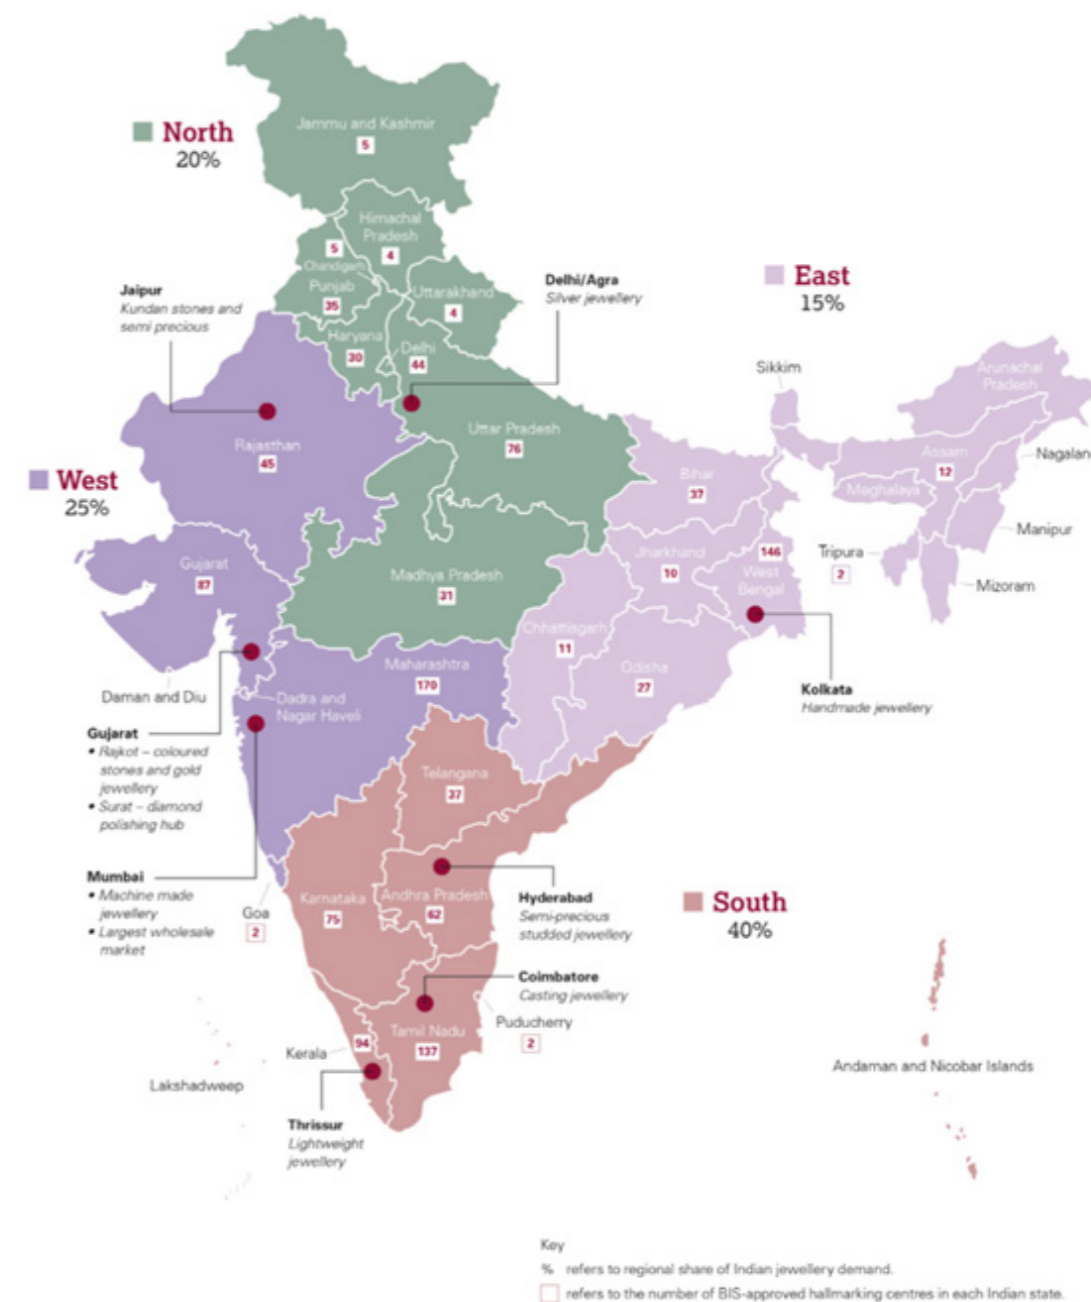 North
20%
Jammu and Kashmir
5
Himachal
Pradesh
4
5
Chandigarh
Punjab
35
Uttarakhand
4
Haryana
30
Delhi
44
Jaipur
Kundan stones and
semi precious
Delhi/Agra
Silver jewellery
East
15%
Sikkim
Arunachal
Pradesh
Assam
12
Nagalan
Meghalaya
Manipur
Tripura
2
Mizoram
Rajasthan
45
Uttar Pradesh
76
Bihar
37
West
25%
Gujarat
87
Madhya Pradesh
21
Jharkhand
10
146
West
Bengal
Chhattisgarh
11
Odisha
27
Kolkata
Handmade jewellery
Maharashtra
170
Daman and Diu
Dadra and
Nagar Haveli
Gujarat
• Rajkot – coloured
stones and gold
jewellery
• Surat – diamond
polishing hub
Telangana
37
Mumbai
• Machine made
jewellery
• Largest wholesale
market
Goa
2
Karnataka
75
Andhra Pradesh
62
Hyderabad
Semi-precious
studded jewellery
South
40%
Coimbatore
Casting jewellery
Puducherry
2
Tamil Nadu
137
Kerala
94
Lakshadweep
Thrissur
Lightweight
jewellery
Andaman and Nicobar Islands
Key
% refers to regional share of Indian jewellery demand.
refers to the number of BIS-approved hallmarking centres in each Indian state.